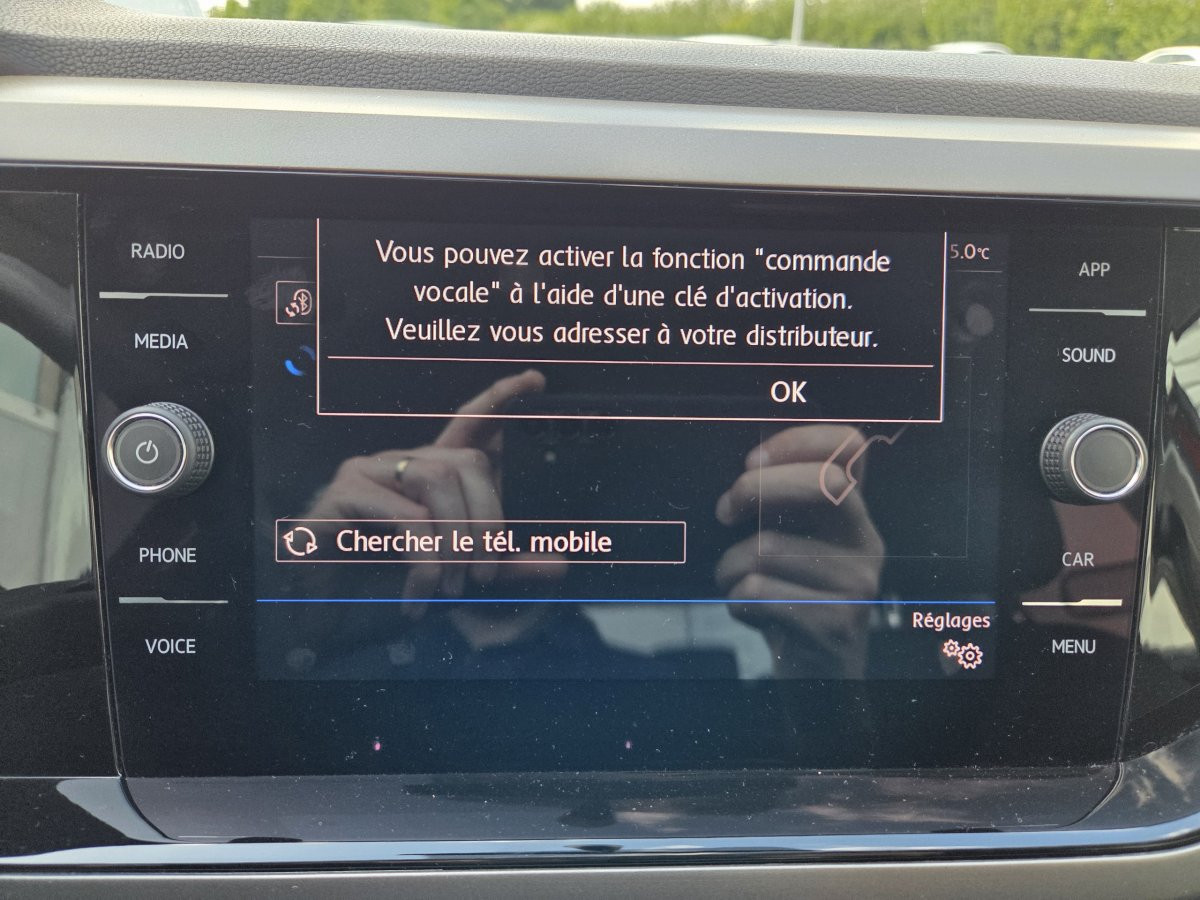 RADIO
MEDIA
PHONE
VOICE
Vous pouvez activer la fonction "commande
vocale" à l'aide d'une clé d'activation.
Veuillez vous adresser à votre distributeur.
OK
5.0°C
Chercher le tél. mobile
Réglages
APP
SOUND
CAR
MENU